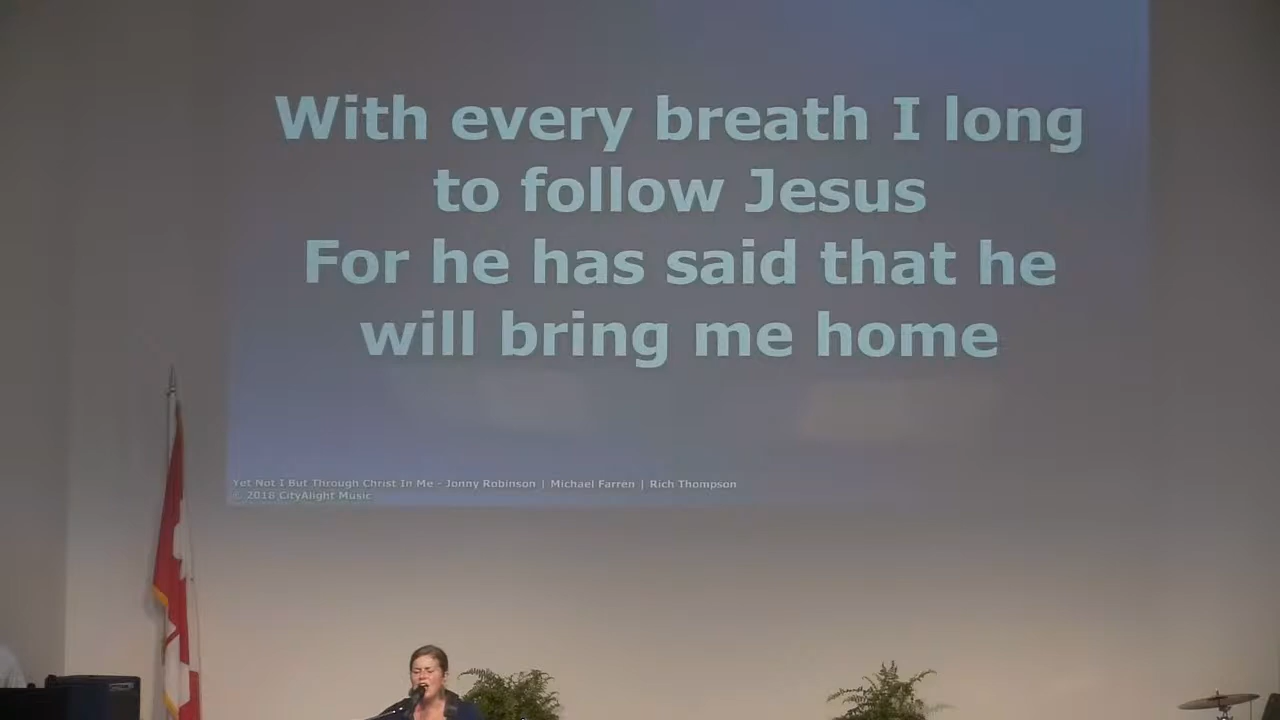 With every breath I long
to follow Jesus
For he has said that he
will bring me home
Yet Not I But Through Christ In Me - Jonny Robinson | Michael Farren | Rich Thompson
© 2018 CityAlight Music